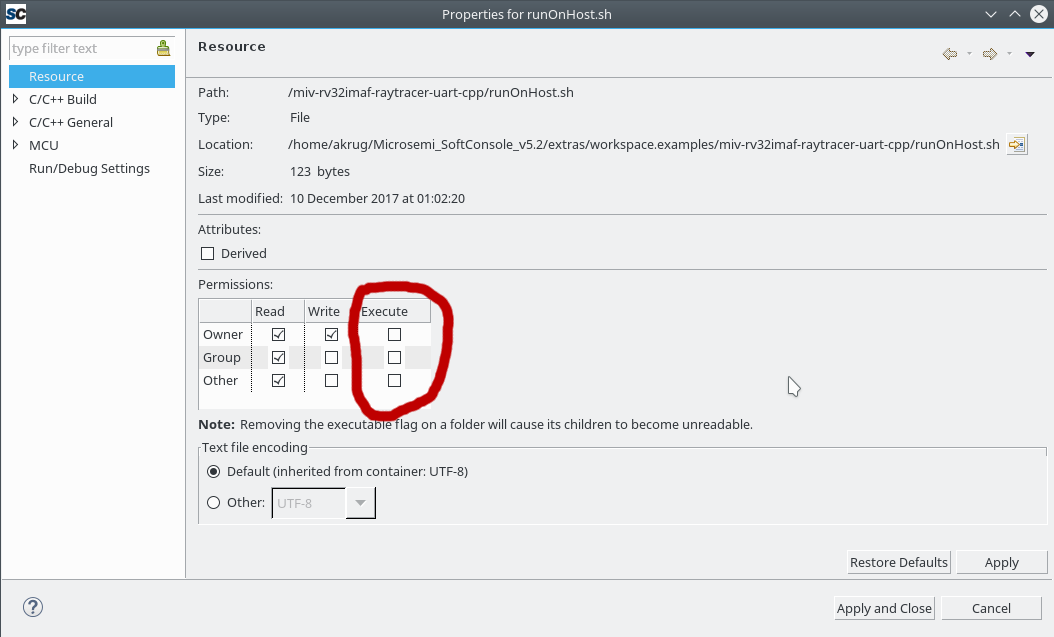 SC Properties for runOnHost.sh
type filter text
Resource
C/C++ Build
C/C++ General
MCU
Run/Debug Settings
Resource
Path: /miv-rv32imaf-raytracer-uart-cpp/runOnHost.sh
Type: File
Location: /home/akrug/Microsemi_SoftConsole_v5.2/extras/workspace.examples/miv-rv32imaf-raytracer-uart-cpp/runOnHost.sh
Size: 123 bytes
Last modified: 10 December 2017 at 01:02:20
Attributes:
Derived
Permissions:
Read Write Execute
Owner
Group
Other
Note: Removing the executable flag on a folder will cause its children to become unreadable.
Text file encoding
Default (inherited from container: UTF-8)
Other: UTF-8
Restore Defaults Apply
? Apply and Close Cancel